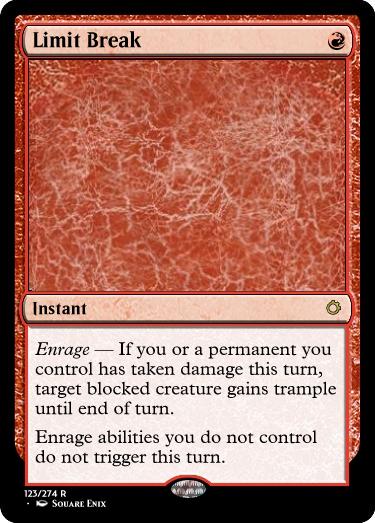 Limit Break
Instant
Enrage — If you or a permanent you
control has taken damage this turn,
target blocked creature gains trample
until end of turn.
Enrage abilities you do not control
do not trigger this turn.
123/274 R
· Square Enix